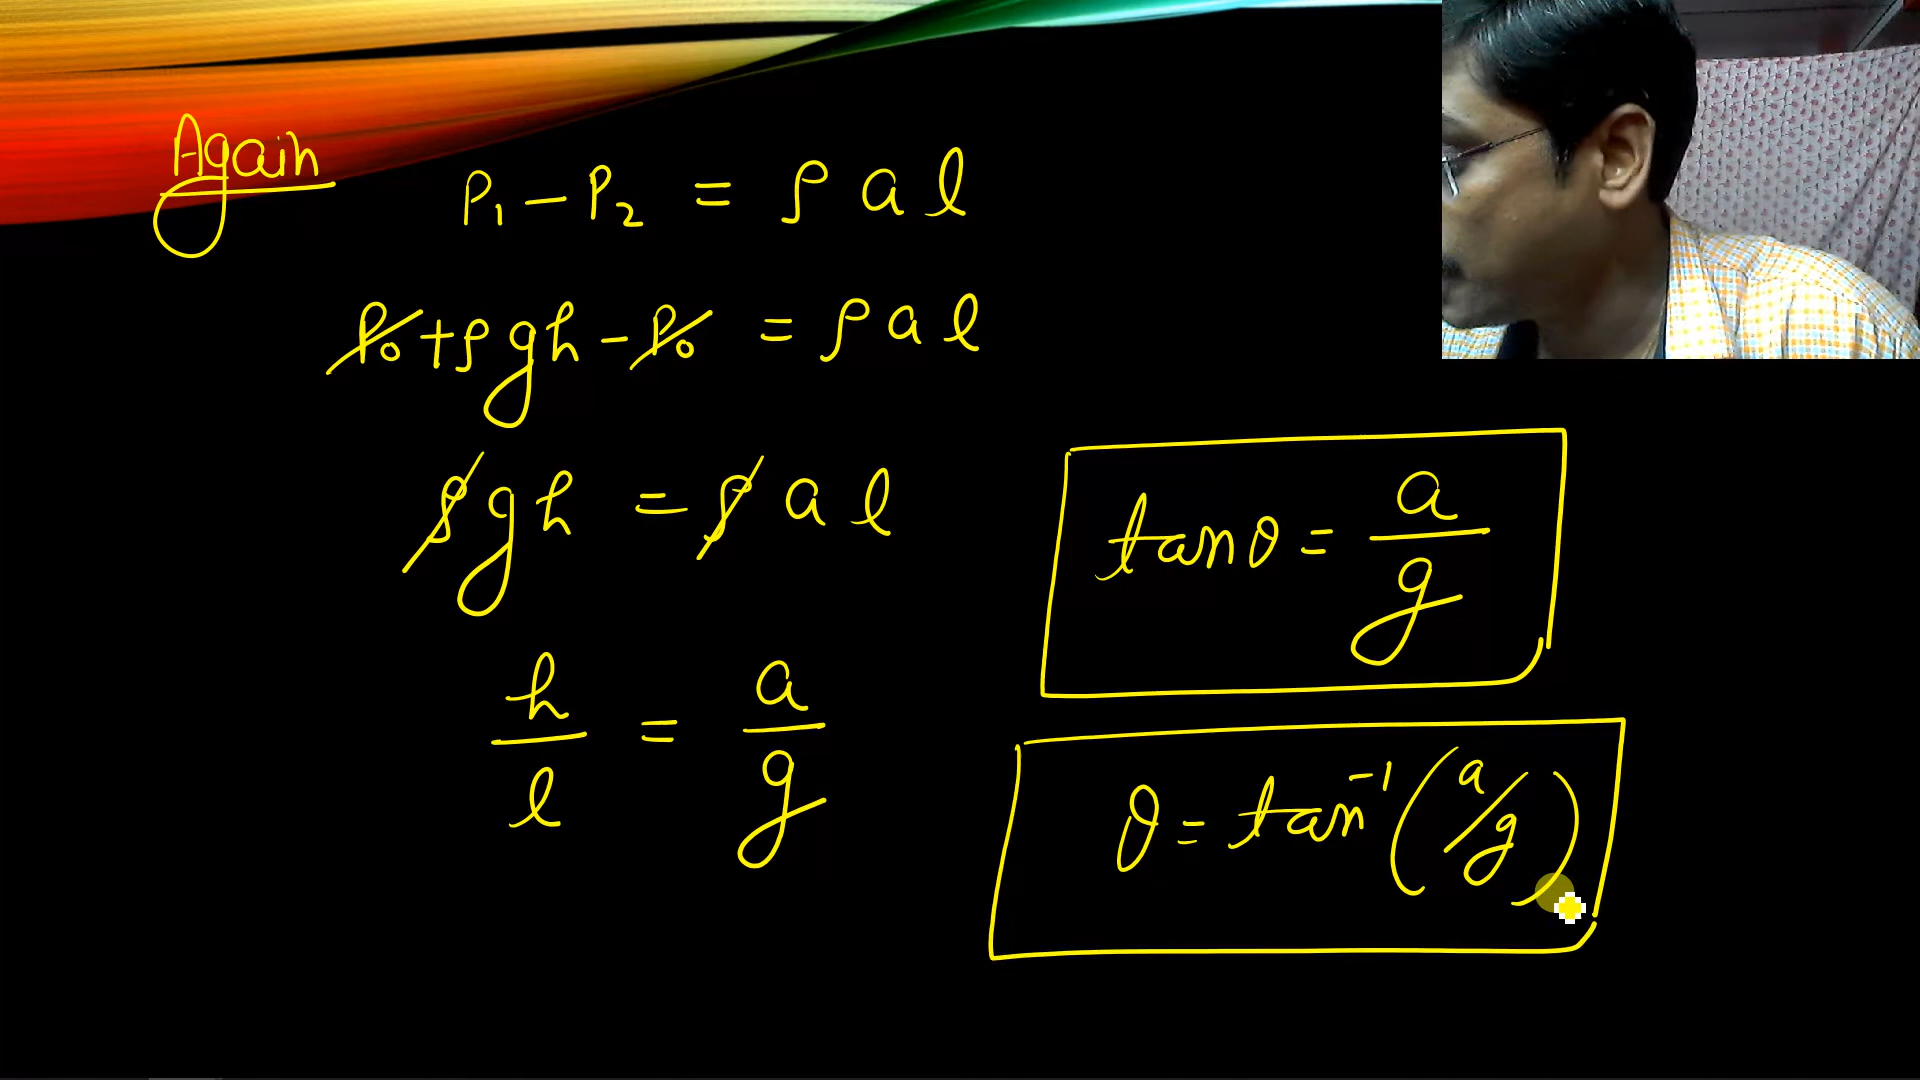 Again
P₁ - P₂ = ρ a l
P₀ + ρ g h - P₀ = ρ a l
ρ g h = ρ a l
h/l = a/g
tan θ = a/g
θ = tan⁻¹(a/g)